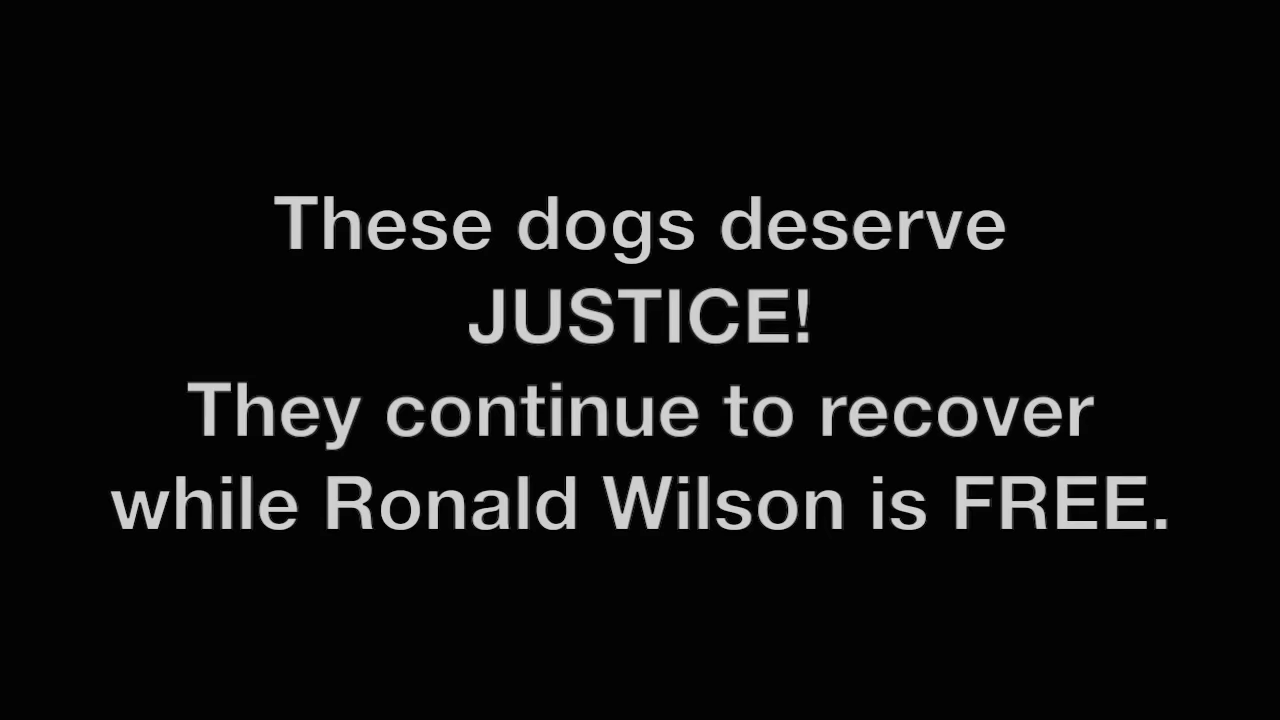 These dogs deserve
JUSTICE!
They continue to recover
while Ronald Wilson is FREE.